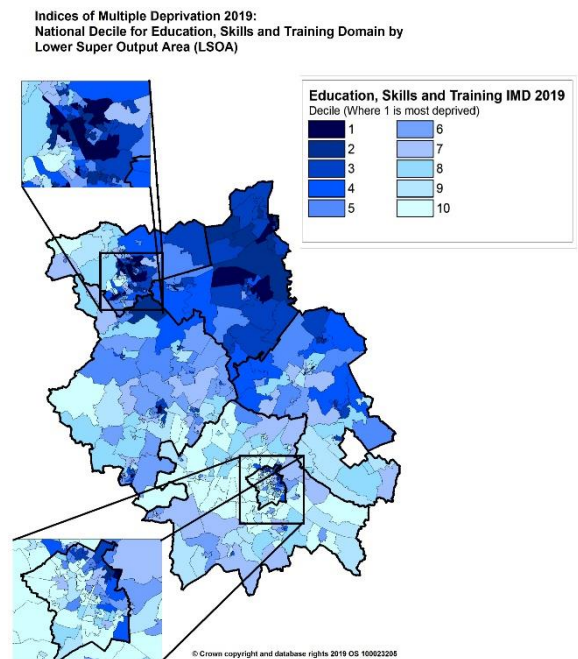 Indices of Multiple Deprivation 2019:
National Decile for Education, Skills and Training Domain by
Lower Super Output Area (LSOA)
Education, Skills and Training IMD 2019
Decile (Where 1 is most deprived)
1
2
3
4
5
6
7
8
9
10
© Crown copyright and database rights 2019 OS 100023205